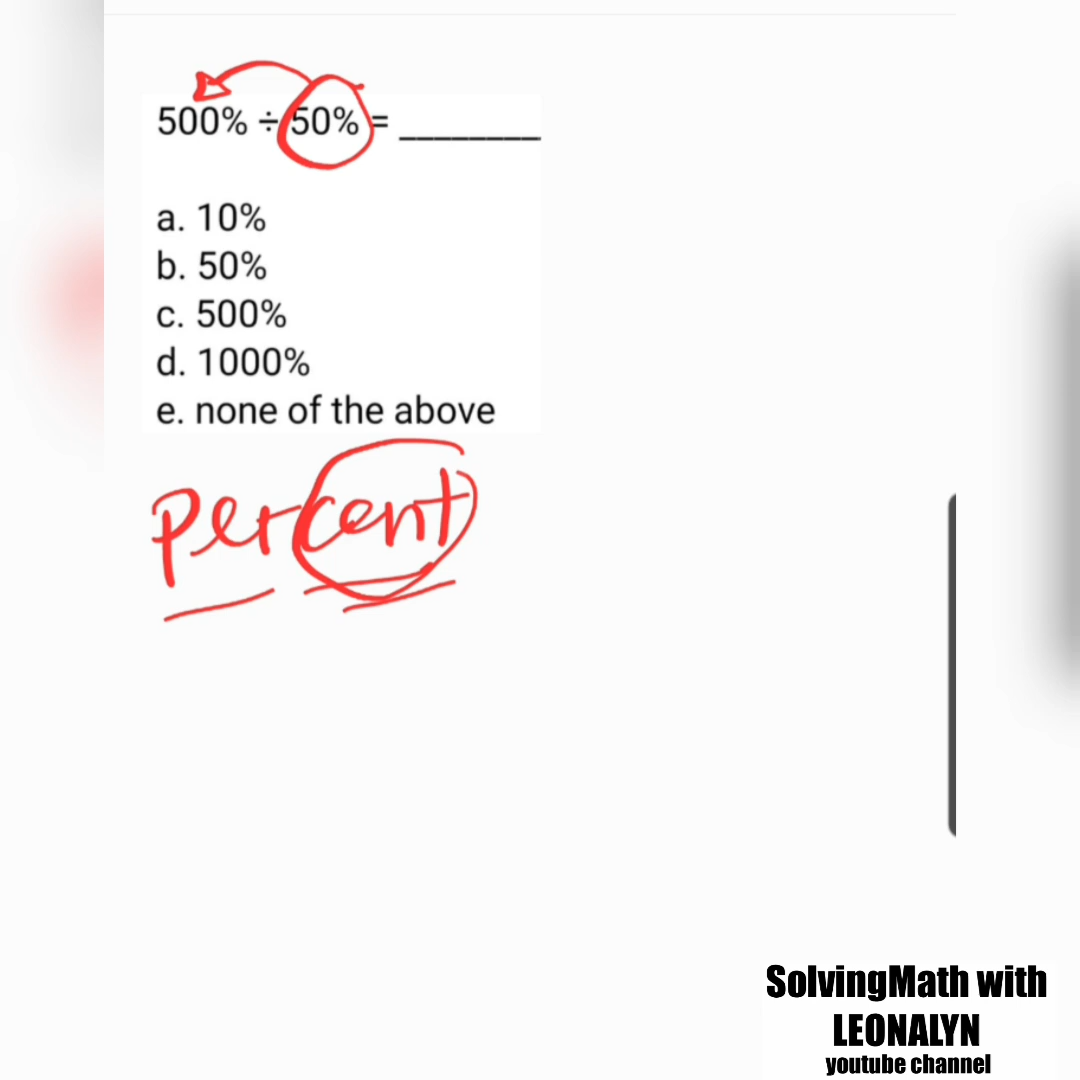 500% ÷ 50% = ________
a. 10%
b. 50%
c. 500%
d. 1000%
e. none of the above
percent
SolvingMath with
LEONALYN
youtube channel